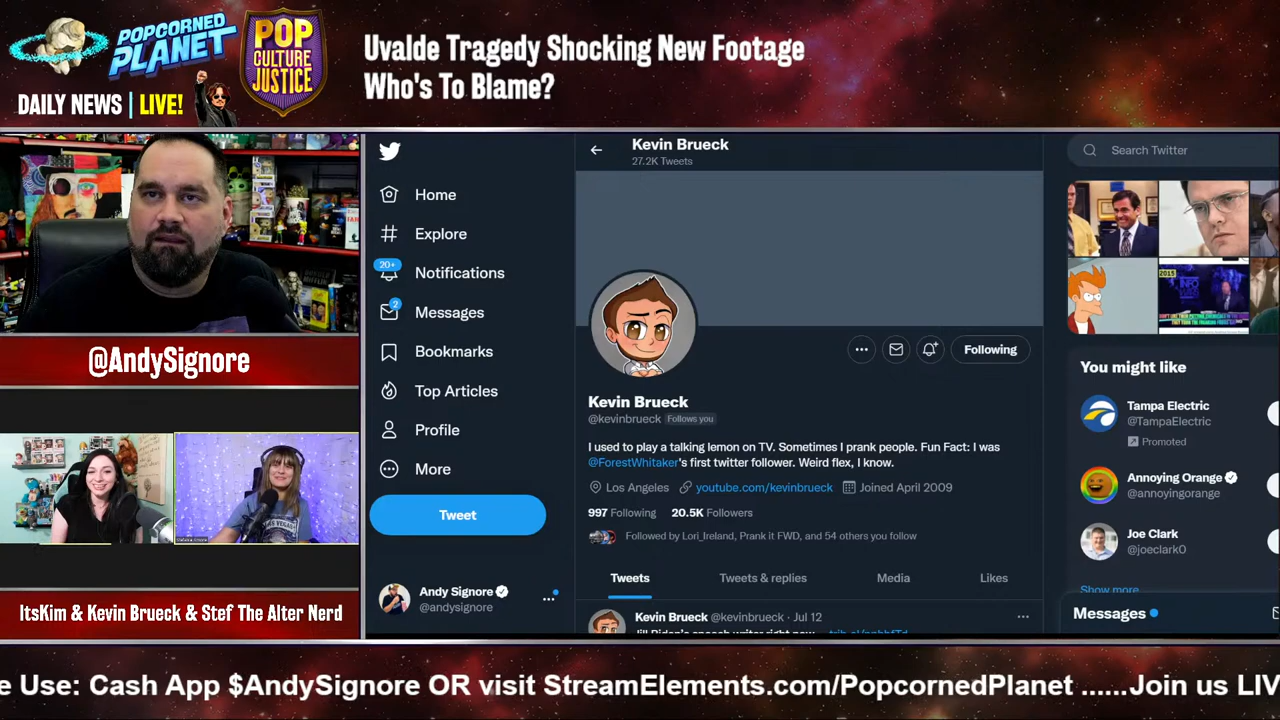 POPCORNED
PLANET
POP
CULTURE
JUSTICE
DAILY NEWS | LIVE!
Uvalde Tragedy Shocking New Footage
Who's To Blame?
@AndySignore
ItsKim & Kevin Brueck & Stef The Alter Nerd
Home
Explore
20+
Notifications
2
Messages
Bookmarks
Top Articles
Profile
More
Tweet
Andy Signore
@andysignore
Kevin Brueck
27.2K Tweets
Following
Kevin Brueck
@kevinbrueck Follows you
I used to play a talking lemon on TV. Sometimes I prank people. Fun Fact: I was
@ForestWhitaker's first twitter follower. Weird flex, I know.
Los Angeles youtube.com/kevinbrueck Joined April 2009
997 Following 20.5K Followers
Followed by Lori_Ireland, Prank it FWD, and 54 others you follow
Tweets Tweets & replies Media Likes
Kevin Brueck @kevinbrueck · Jul 12
Search Twitter
2015
You might like
Tampa Electric
@TampaElectric
Promoted
Annoying Orange
@annoyingorange
Joe Clark
@joeclark0
Show more
Messages
e Use: Cash App $AndySignore OR visit StreamElements.com/PopcornedPlanet ......Join us LIV